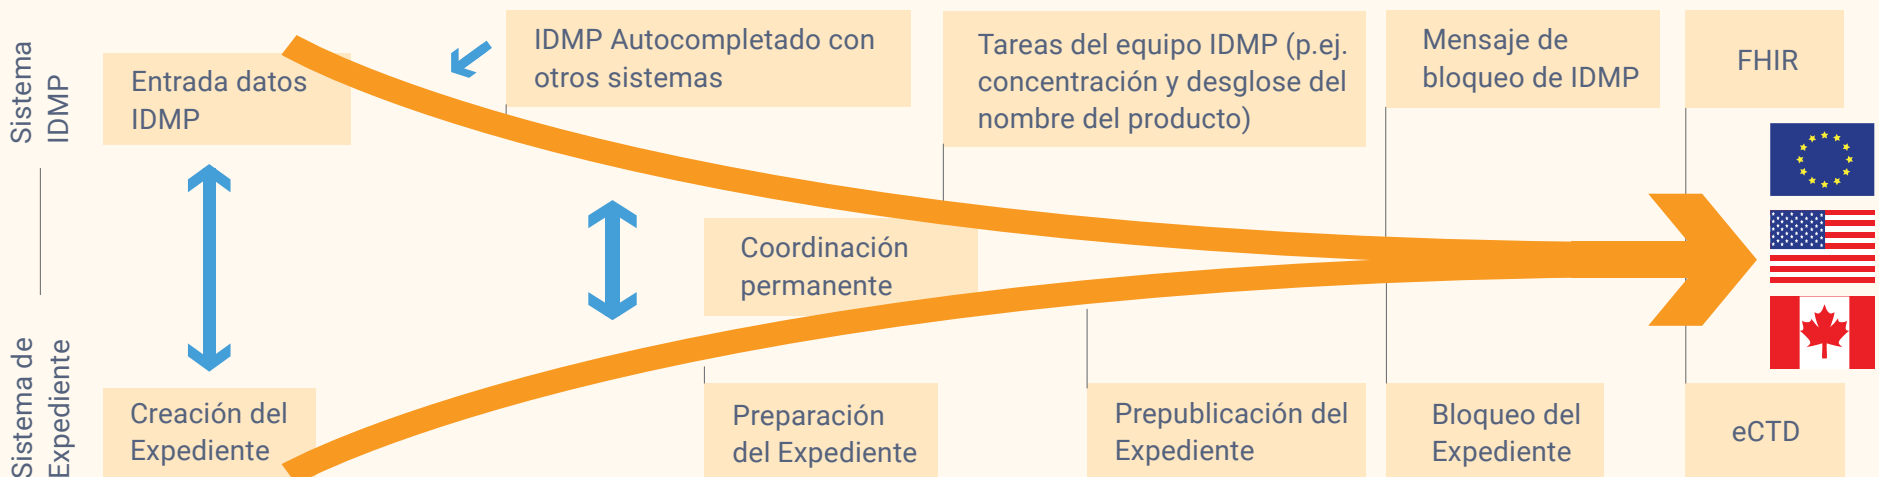 Sistema
IDMP
Entrada datos
IDMP
IDMP Autocompletado con
otros sistemas
Tareas del equipo IDMP (p.ej.
concentración y desglose del
nombre del producto)
Mensaje de
bloqueo de IDMP
FHIR
Coordinación
permanente
Sistema de
Expediente
Creación del
Expediente
Preparación
del Expediente
Prepublicación del
Expediente
Bloqueo del
Expediente
eCTD